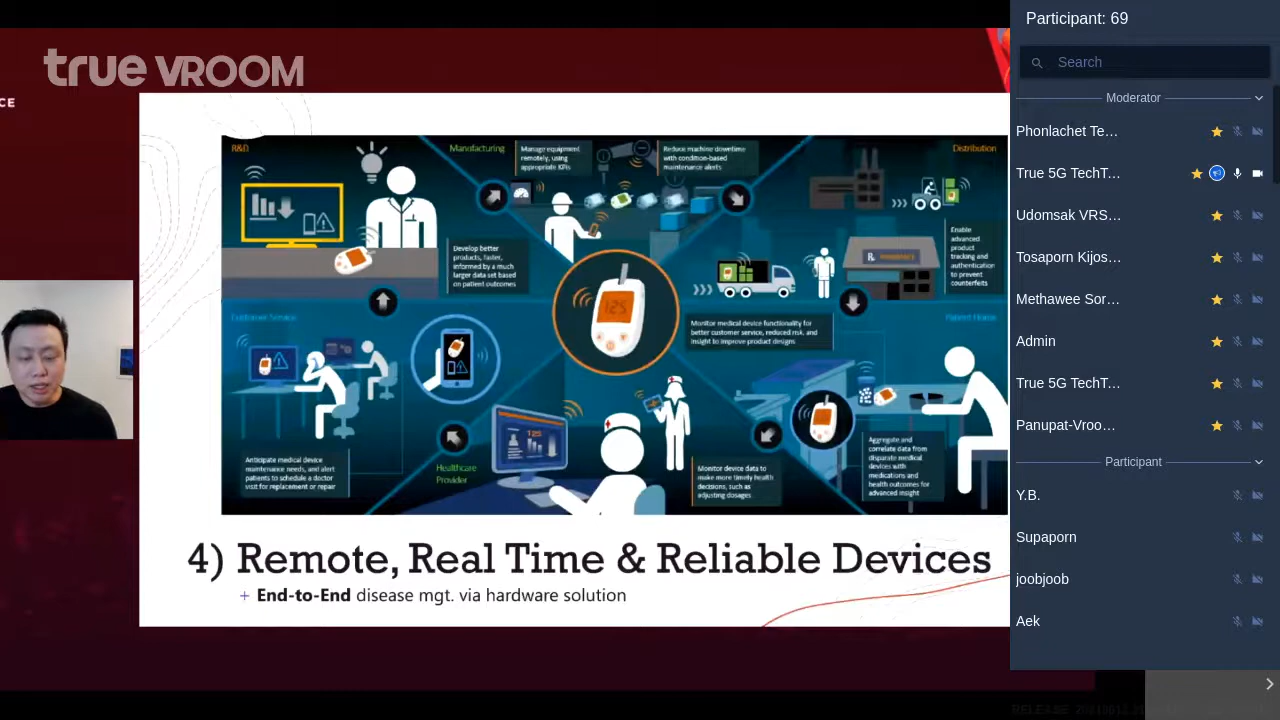 true VROOM
CE
R&D
Manufacturing
Manage equipment
remotely, using
appropriate KPIs
Reduce machine downtime
with condition-based
maintenance alerts
Distribution
Develop better
products, faster,
informed by a much
larger data set based
on patient outcomes
Enable
advanced
product
tracking and
authentication
to prevent
counterfeits
125
Monitor medical device functionality for
better customer service, reduced risk, and
insight to improve product designs
Customer Service
Patient Home
Anticipate medical device
maintenance needs, and alert
patients to schedule a doctor
visit for replacement or repair
Healthcare
Provider
125
Monitor device data to
make more timely health
decisions, such as
adjusting dosages
Aggregate and
correlate data from
disparate medical
devices with
medications and
health outcomes for
advanced insight
4) Remote, Real Time & Reliable Devices
+ End-to-End disease mgt. via hardware solution
Participant: 69
Search
Moderator
Phonlachet Te...
True 5G TechT...
Udomsak VRS...
Tosaporn Kijos...
Methawee Sor...
Admin
True 5G TechT...
Panupat-Vroo...
Participant
Y.B.
Supaporn
joobjoob
Aek